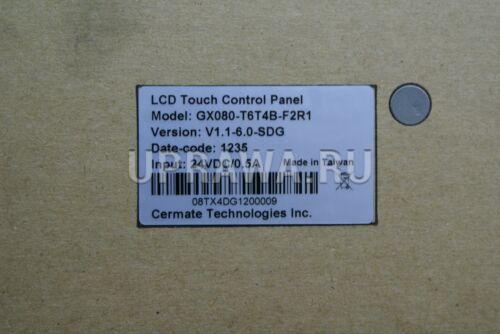 LCD Touch Control Panel
Model: GX080-T6T4B-F2R1
Version: V1.1-6.0-SDG
Date-code: 1235
UPRAWA.RU
Input: 24VDC/0.5A Made in Taiwan
08TX4DG1200009
Cermate Technologies Inc.